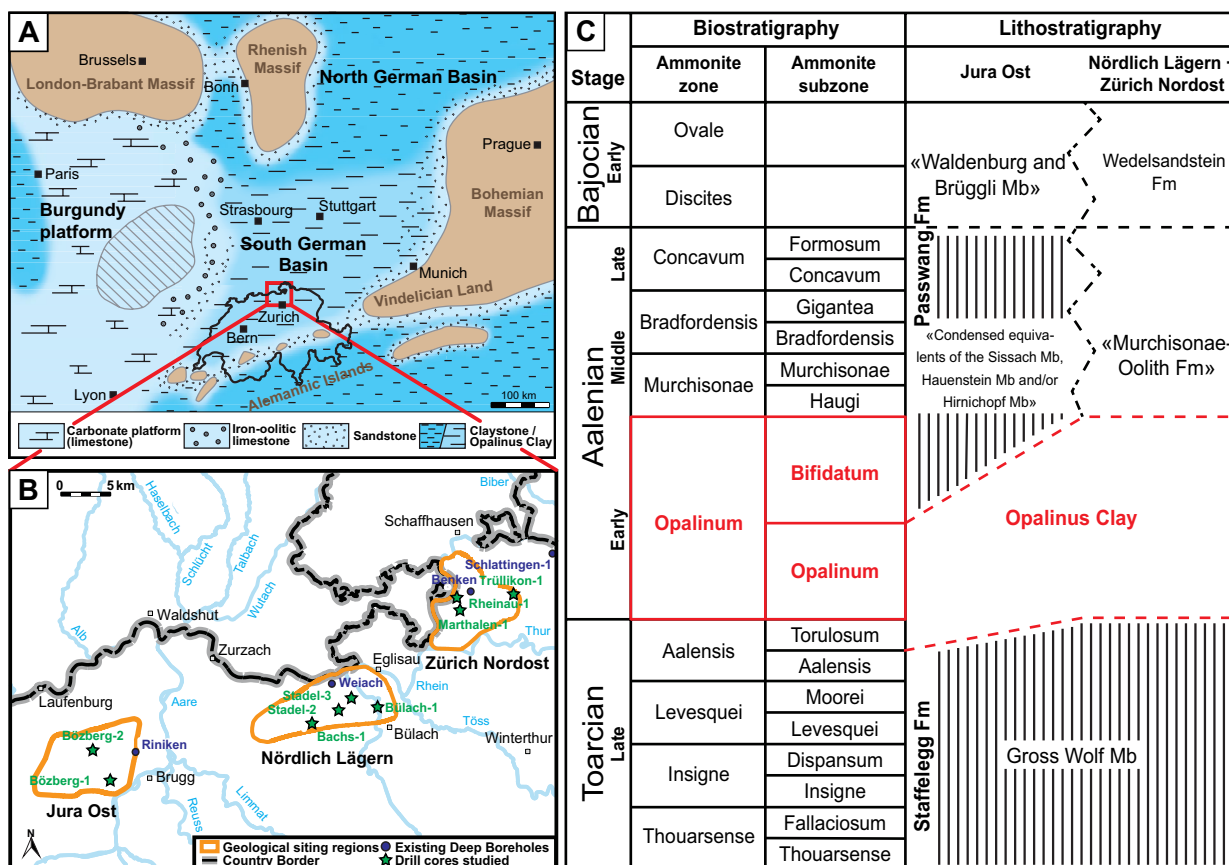 A
Brussels
London-Brabant Massif
Rhenish
Massif
Bonh
North German Basin
Prague
Paris
Burgundy
platform
Strasbourg
Stuttgart
Bohemian
Massif
South German
Basin
Munich
Vindelician Land
Zurich
Bern
Lyon
Alemannic Islands
100 km
Carbonate platform
(limestone)
Iron-oolitic
limestone
Sandstone
Claystone /
Opalinus Clay
B
0 5 km
Haselbach
Schlücht
Talbach
Wutach
Alb
Biber
Schaffhausen
Schlattingen-1
Benken
Trüllikon-1
Rheinau-1
Marthalen-1
Thur
Zürich Nordost
Waldshut
Zurzach
Eglisau
Rhein
Laufenburg
Aare
Weiach
Stadel-3
Stadel-2
Bülach-1
Bachs-1
Bülach
Töss
Winterthur
Nördlich Lägern
Bözberg-2
Riniken
Bözberg-1
Brugg
Jura Ost
Reuss
Limmat
N
Geological siting regions
Existing Deep Boreholes
Country Border
Drill cores studied
C
Biostratigraphy
Lithostratigraphy
Stage
Ammonite
zone
Ammonite
subzone
Jura Ost
Nördlich Lägern -
Zürich Nordost
Bajocian
Early
Ovale
Discites
«Waldenburg and
Brüggli Mb»
Wedelsandstein
Fm
Passwang Fm
Aalenian
Late
Concavum
Formosum
Concavum
Middle
Bradfordensis
Gigantea
Bradfordensis
Murchisonae
Murchisonae
Haugi
«Condensed equiva-
lents of the Sissach Mb,
Hauenstein Mb and/or
Hirnichopf Mb»
«Murchisonae-
Oolith Fm»
Early
Opalinum
Bifidatum
Opalinum
Opalinus Clay
Toarcian
Late
Aalensis
Torulosum
Aalensis
Levesquei
Moorei
Levesquei
Insigne
Dispansum
Insigne
Thouarsense
Fallaciosum
Thouarsense
Staffelegg Fm
Gross Wolf Mb